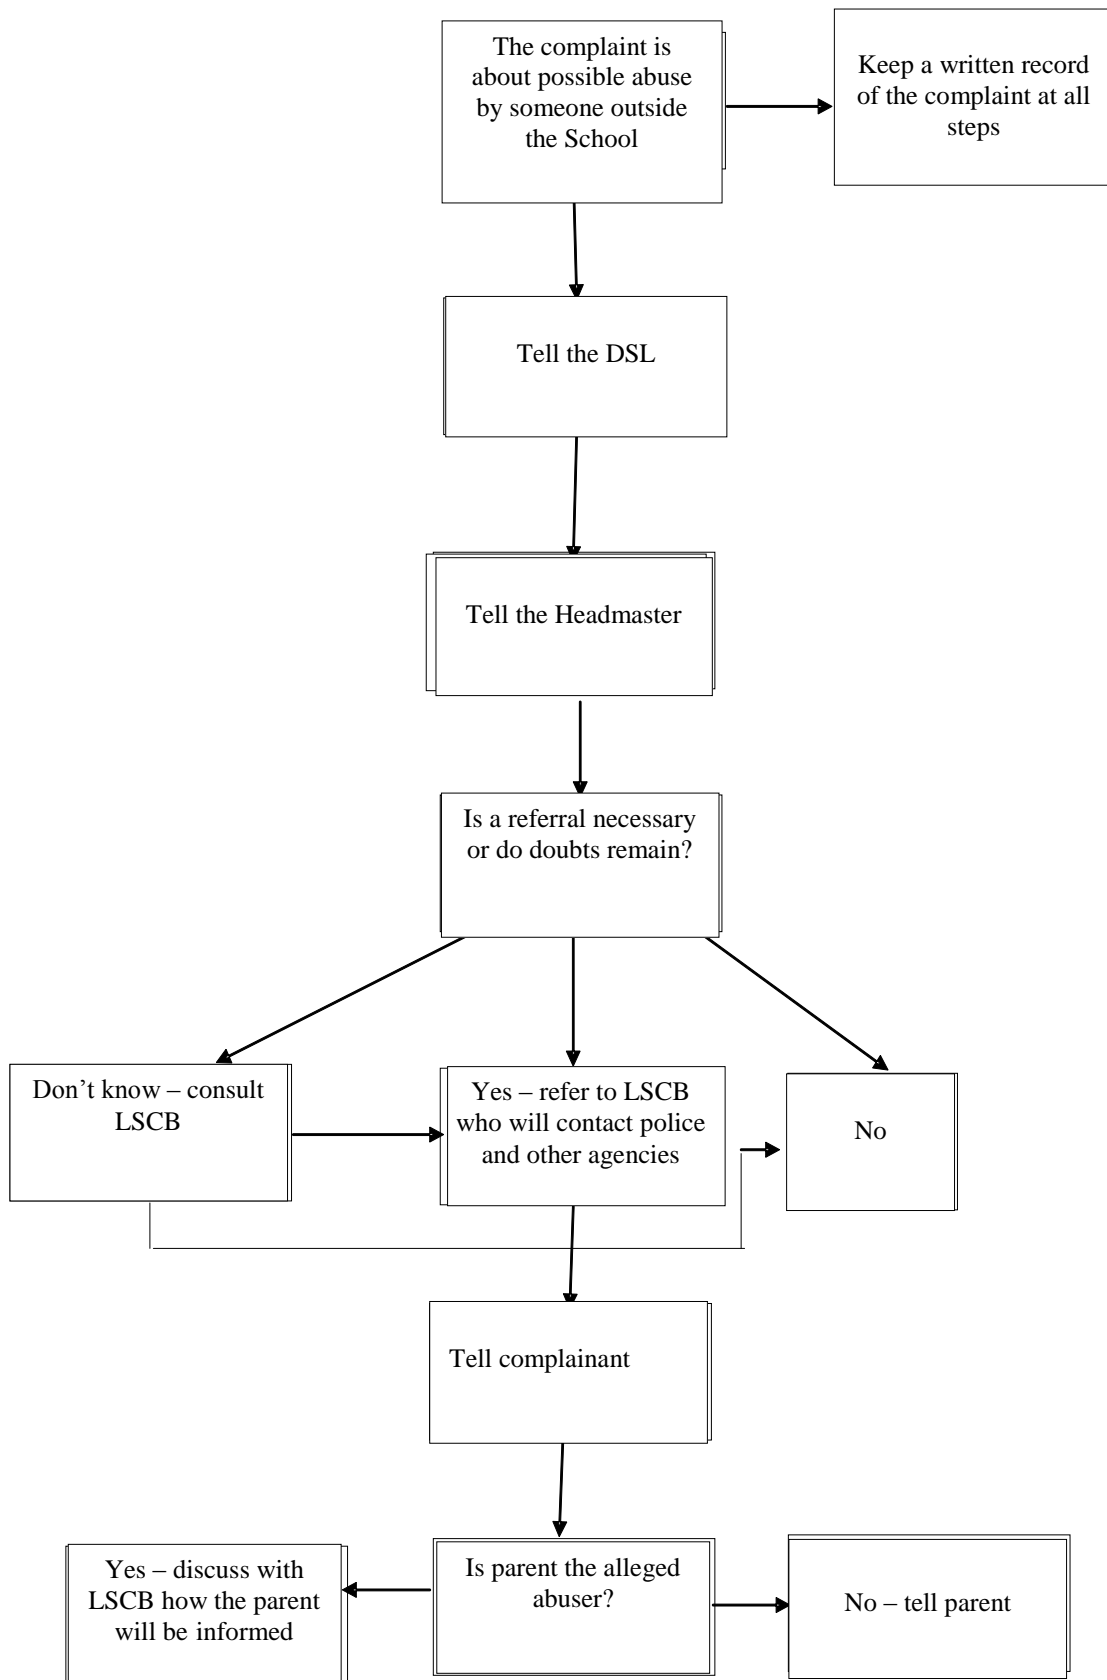 The complaint is
about possible abuse
by someone outside
the School
Keep a written record
of the complaint at all
steps
Tell the DSL
Tell the Headmaster
Is a referral necessary
or do doubts remain?
Don’t know – consult
LSCB
Yes – refer to LSCB
who will contact police
and other agencies
No
Tell complainant
Yes – discuss with
LSCB how the parent
will be informed
Is parent the alleged
abuser?
No – tell parent